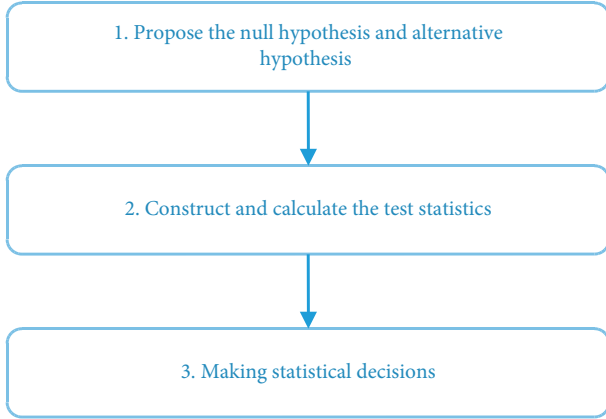 1. Propose the null hypothesis and alternative
hypothesis
2. Construct and calculate the test statistics
3. Making statistical decisions